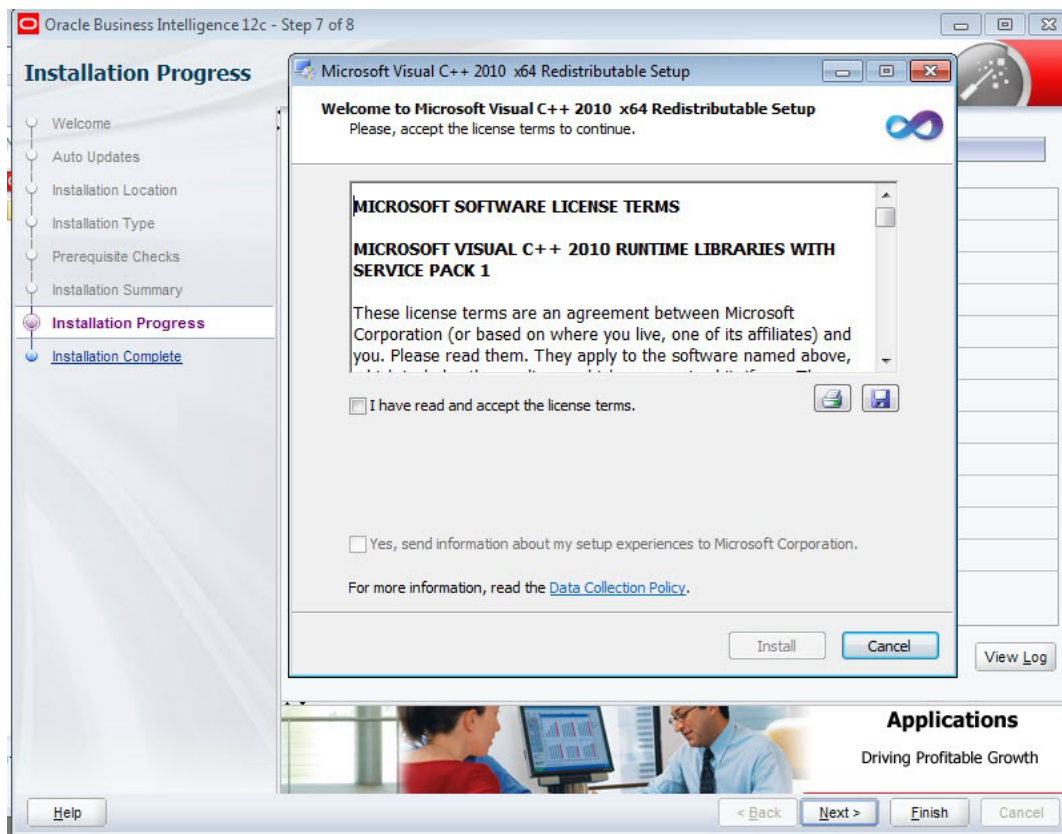 Oracle Business Intelligence 12c - Step 7 of 8
Installation Progress
Welcome
Auto Updates
Installation Location
Installation Type
Prerequisite Checks
Installation Summary
Installation Progress
Installation Complete
Microsoft Visual C++ 2010 x64 Redistributable Setup
Welcome to Microsoft Visual C++ 2010 x64 Redistributable Setup
Please, accept the license terms to continue.
MICROSOFT SOFTWARE LICENSE TERMS
MICROSOFT VISUAL C++ 2010 RUNTIME LIBRARIES WITH
SERVICE PACK 1
These license terms are an agreement between Microsoft
Corporation (or based on where you live, one of its affiliates) and
you. Please read them. They apply to the software named above,
I have read and accept the license terms.
Yes, send information about my setup experiences to Microsoft Corporation.
For more information, read the Data Collection Policy.
Install
Cancel
View Log
Applications
Driving Profitable Growth
Help
< Back
Next >
Finish
Cancel